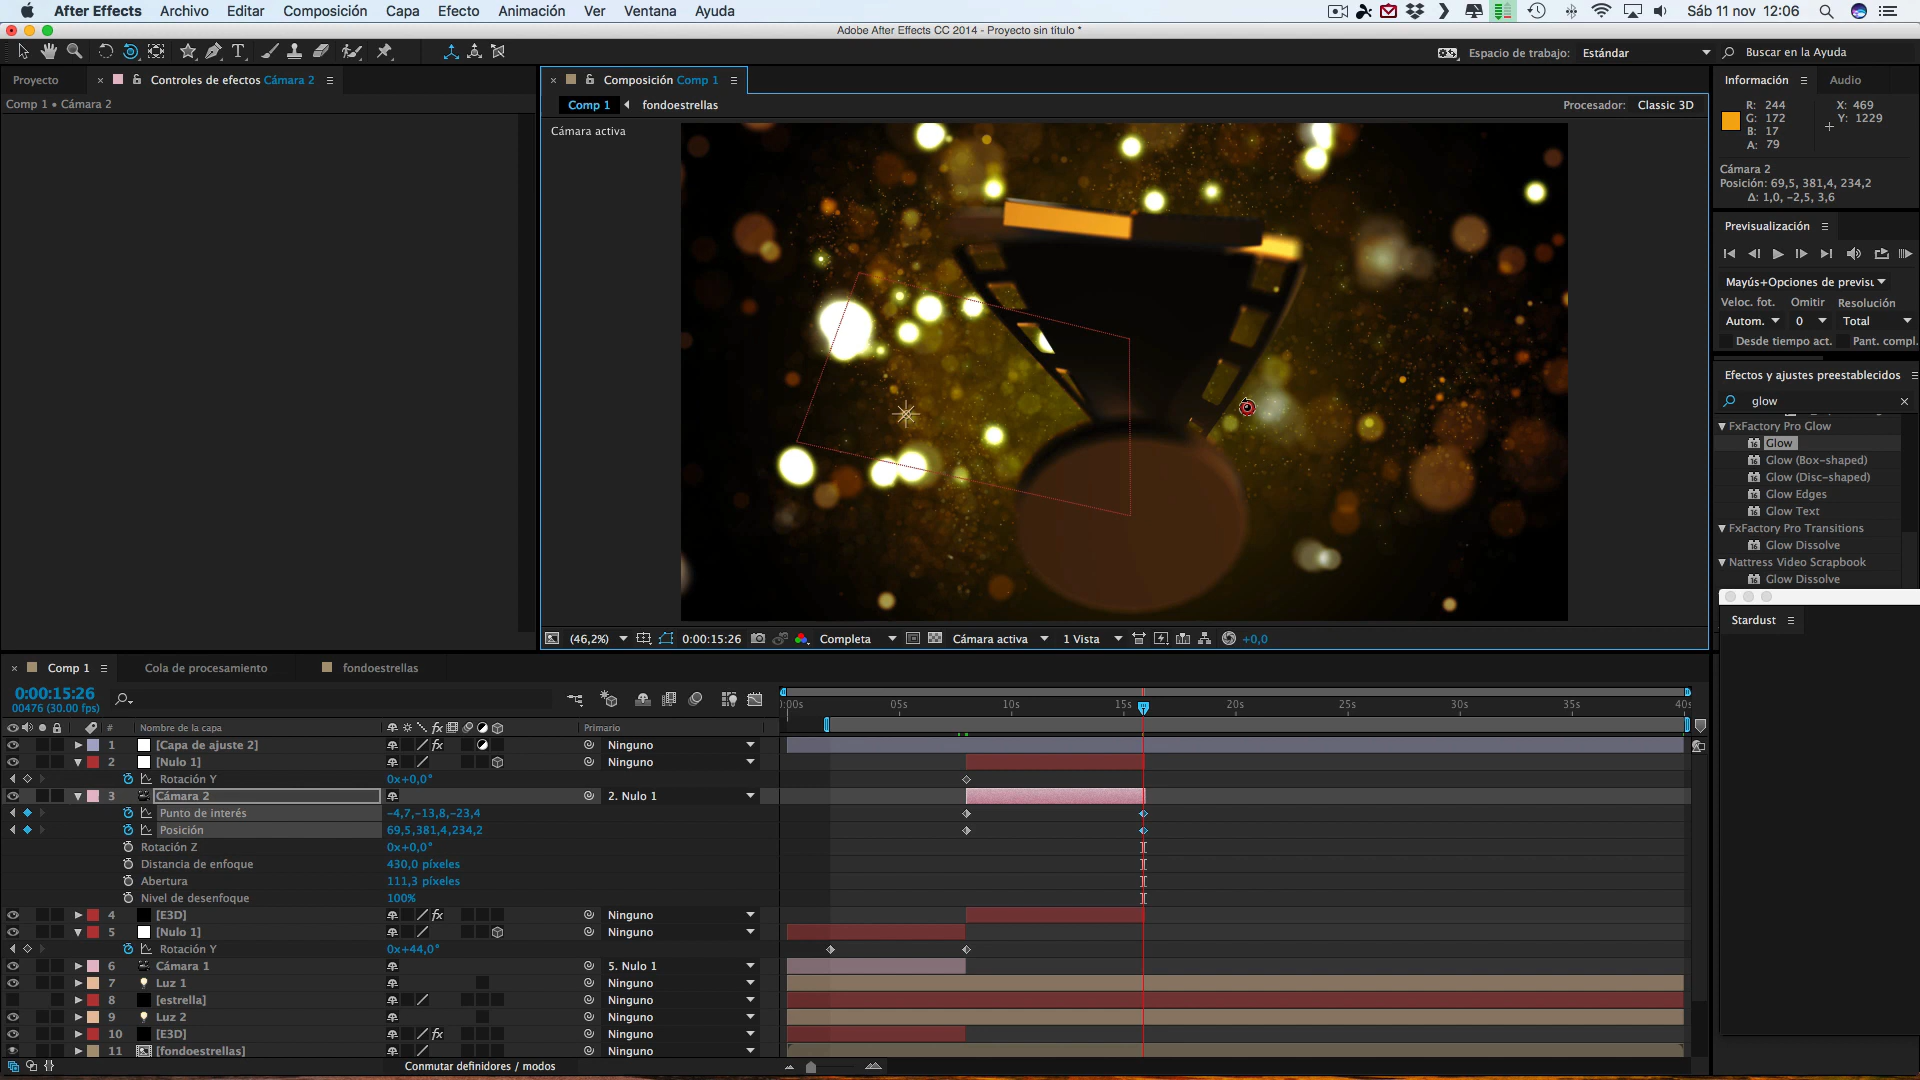 After Effects Archivo Editar Composición Capa Efecto Animación Ver Ventana Ayuda
Sáb 11 nov 12:06
Adobe After Effects CC 2014 - Proyecto sin título *
Espacio de trabajo: Estándar
Buscar en la Ayuda
Proyecto
Controles de efectos Cámara 2
Comp 1 • Cámara 2
Composición Comp 1
Comp 1 fondoestrellas
Procesador: Classic 3D
Cámara activa
(46,2%) 0:00:15:26 Completa Cámara activa 1 Vista +0,0
Información Audio
R: 244 X: 469
G: 172 Y: 1229
B: 17
A: 79
Cámara 2
Posición: 69,5, 381,4, 234,2
Δ: 1,0, -2,5, 3,6
Previsualización
Mayús+Opciones de previsu
Veloc. fot. Omitir Resolución
Autom. 0 Total
Desde tiempo act. Pant. compl.
Efectos y ajustes preestablecidos
glow
FxFactory Pro Glow
Glow
Glow (Box-shaped)
Glow (Disc-shaped)
Glow Edges
Glow Text
FxFactory Pro Transitions
Glow Dissolve
Nattress Video Scrapbook
Glow Dissolve
Stardust
Comp 1 Cola de procesamiento fondoestrellas
0:00:15:26
00476 (30.00 fps)
:00s 05s 10s 15s 20s 25s 30s 35s 40s
# Nombre de la capa Primario
1 [Capa de ajuste 2] Ninguno
2 [Nulo 1] Ninguno
Rotación Y 0x+0,0°
3 Cámara 2 2. Nulo 1
Punto de interés -4,7,-13,8,-23,4
Posición 69,5,381,4,234,2
Rotación Z 0x+0,0°
Distancia de enfoque 430,0 píxeles
Abertura 111,3 píxeles
Nivel de desenfoque 100%
4 [E3D] Ninguno
5 [Nulo 1] Ninguno
Rotación Y 0x+44,0°
6 Cámara 1 5. Nulo 1
7 Luz 1 Ninguno
8 [estrella] Ninguno
9 Luz 2 Ninguno
10 [E3D] Ninguno
11 [fondoestrellas] Ninguno
Conmutar definidores / modos